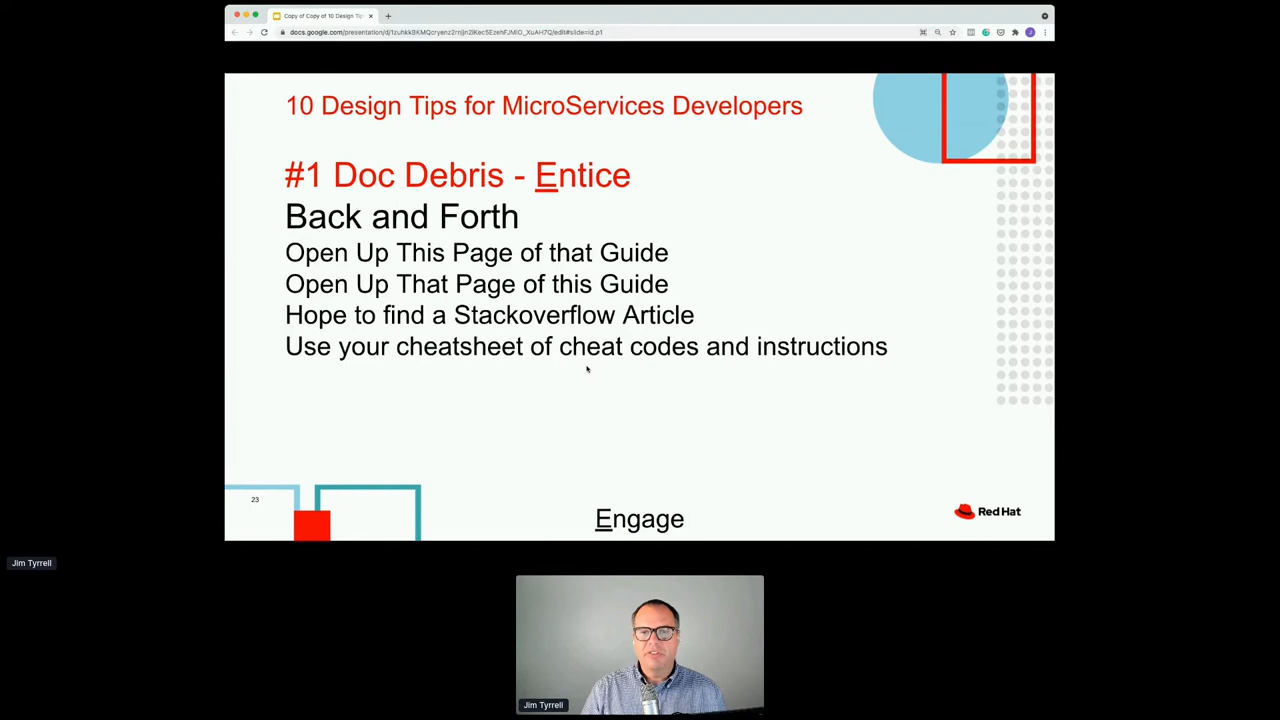 Copy of Copy of 10 Design Tip
10 Design Tips for MicroServices Developers
#1 Doc Debris - Entice
Back and Forth
Open Up This Page of that Guide
Open Up That Page of this Guide
Hope to find a Stackoverflow Article
Use your cheatsheet of cheat codes and instructions
23
Engage
Red Hat
Jim Tyrrell
Jim Tyrrell